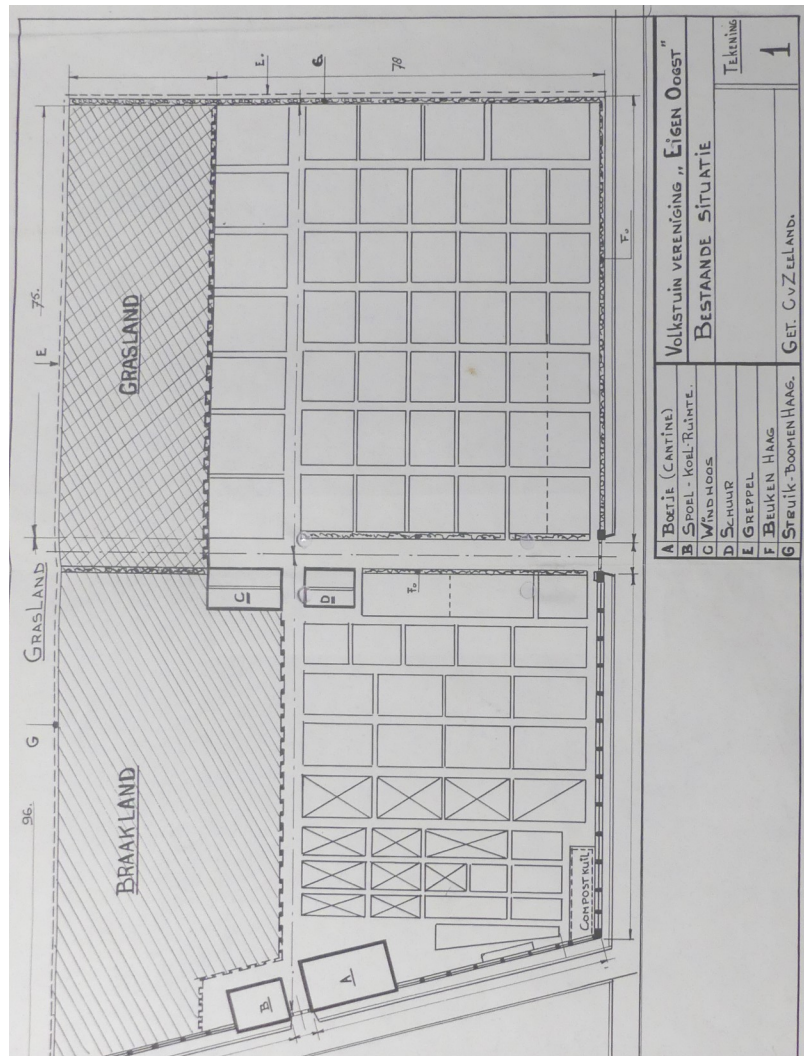 Volkstuin vereniging „Eigen Oogst"
Bestaande situatie
Tekening
1
Get. C v Zeeland.
A Boetje (Cantine)
B Spoel-Koel-Ruimte.
C Windhoos
D Schuur
E Greppel
F Beuken Haag
G Struik-Boomen Haag.
96.
G
Grasland
E
75.
Braakland
Grasland
E.
G.
78
C
D
F.
F.
B
A
Compostkuil